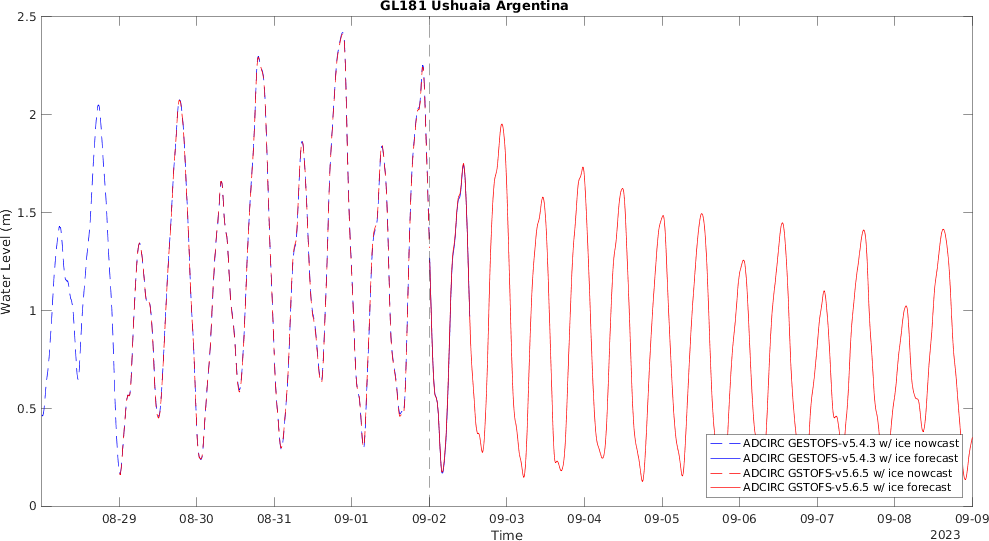 GL181 Ushuaia Argentina
Water Level (m)
2.5
2
1.5
1
0.5
0
08-29 08-30 08-31 09-01 09-02 09-03 09-04 09-05 09-06 09-07 09-08 09-09
Time
2023
ADCIRC GESTOFS-v5.4.3 w/ ice nowcast
ADCIRC GESTOFS-v5.4.3 w/ ice forecast
ADCIRC GSTOFS-v5.6.5 w/ ice nowcast
ADCIRC GSTOFS-v5.6.5 w/ ice forecast